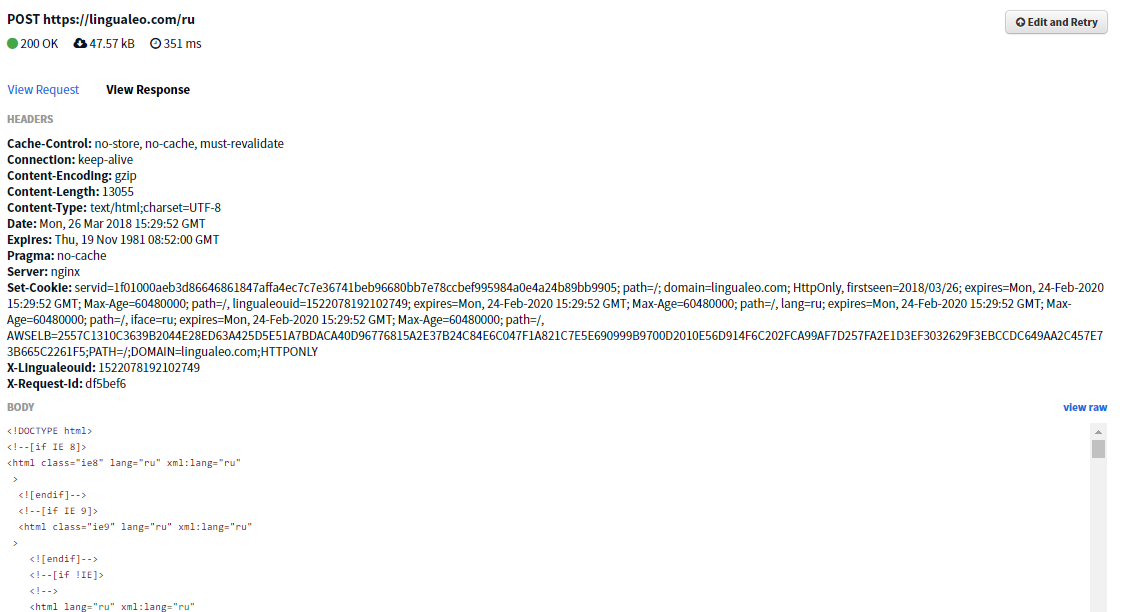 POST https://lingualeo.com/ru
Edit and Retry
200 OK 47.57 kB 351 ms
View Request View Response
HEADERS
Cache-Control: no-store, no-cache, must-revalidate
Connection: keep-alive
Content-Encoding: gzip
Content-Length: 13055
Content-Type: text/html;charset=UTF-8
Date: Mon, 26 Mar 2018 15:29:52 GMT
Expires: Thu, 19 Nov 1981 08:52:00 GMT
Pragma: no-cache
Server: nginx
Set-Cookie: servid=1f01000aeb3d86646861847affa4ec7c7e36741beb96680bb7e78ccbef995984a0e4a24b89bb9905; path=/; domain=lingualeo.com; HttpOnly, firstseen=2018/03/26; expires=Mon, 24-Feb-2020
15:29:52 GMT; Max-Age=60480000; path=/, lingualeouid=1522078192102749; expires=Mon, 24-Feb-2020 15:29:52 GMT; Max-Age=60480000; path=/, lang=ru; expires=Mon, 24-Feb-2020 15:29:52 GMT; Max-
Age=60480000; path=/, iface=ru; expires=Mon, 24-Feb-2020 15:29:52 GMT; Max-Age=60480000; path=/,
AWSELB=2557C1310C3639B2044E28ED63A425D5E51A7BDACA40D96776815A2E37B24C84E6C047F1A821C7E5E690999B9700D2010E56D914F6C202FCA99AF7D257FA2E1D3EF3032629F3EBCCDC649AA2C457E7
3B665C2261F5;PATH=/;DOMAIN=lingualeo.com;HTTPONLY
X-Lingualeouid: 1522078192102749
X-Request-Id: df5bef6
BODY
view raw
<!DOCTYPE html>
<!--[if IE 8]>
<html class="ie8" lang="ru" xml:lang="ru"
>
<![endif]-->
<!--[if IE 9]>
<html class="ie9" lang="ru" xml:lang="ru"
>
<![endif]-->
<!--[if !IE]>
<!-->
<html lang="ru" xml:lang="ru"